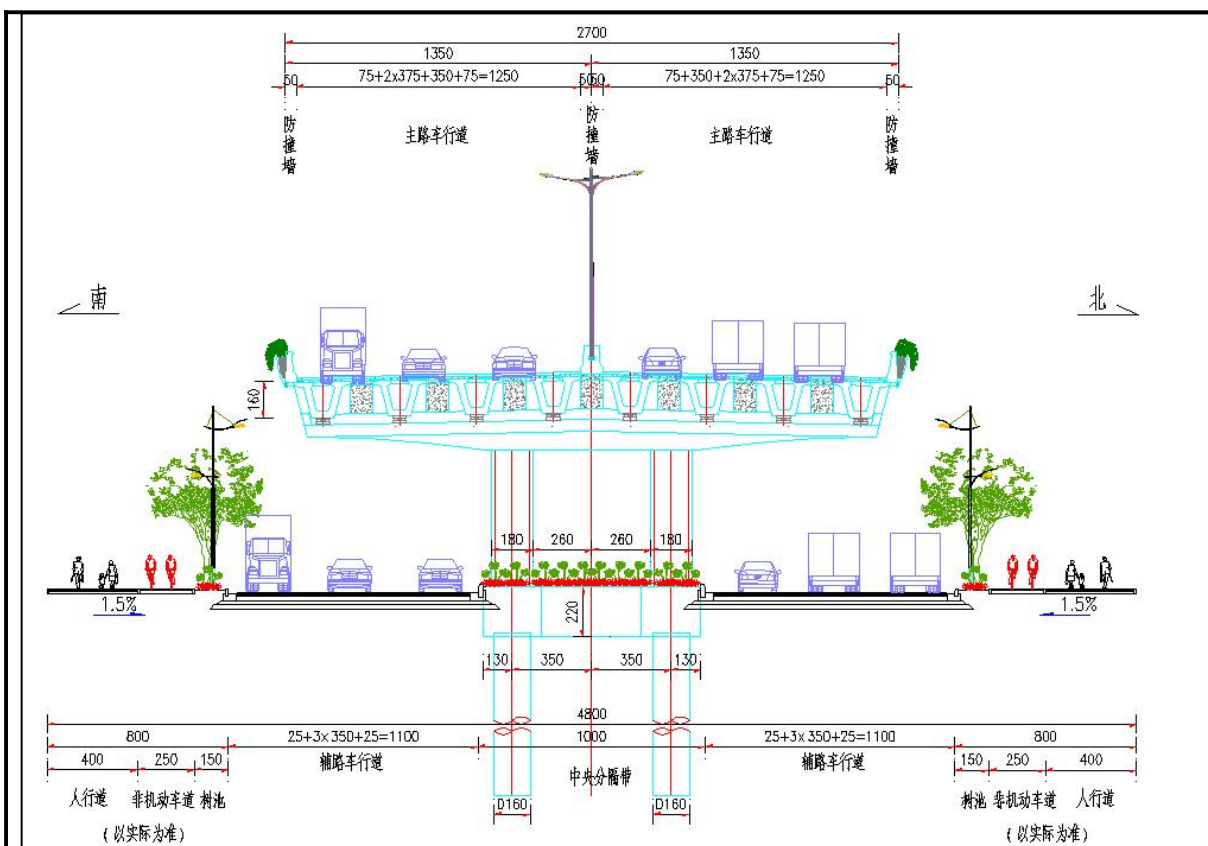 2700
1350 1350
50 75+2x375+350+75=1250 50 50 75+350+2x375+75=1250 50
防撞墙 主路车行道 防撞墙 主路车行道 防撞墙
南 北
160
180 260 260 180
1.5% 1.5%
220
130 350 350 130
4800
800 25+3x350+25=1100 1000 25+3x350+25=1100 800
辅路车行道 中央分隔带 辅路车行道
400 250 150 150 250 400
人行道 非机动车道 树池 树池 非机动车道 人行道
D160 D160
(以实际为准) (以实际为准)